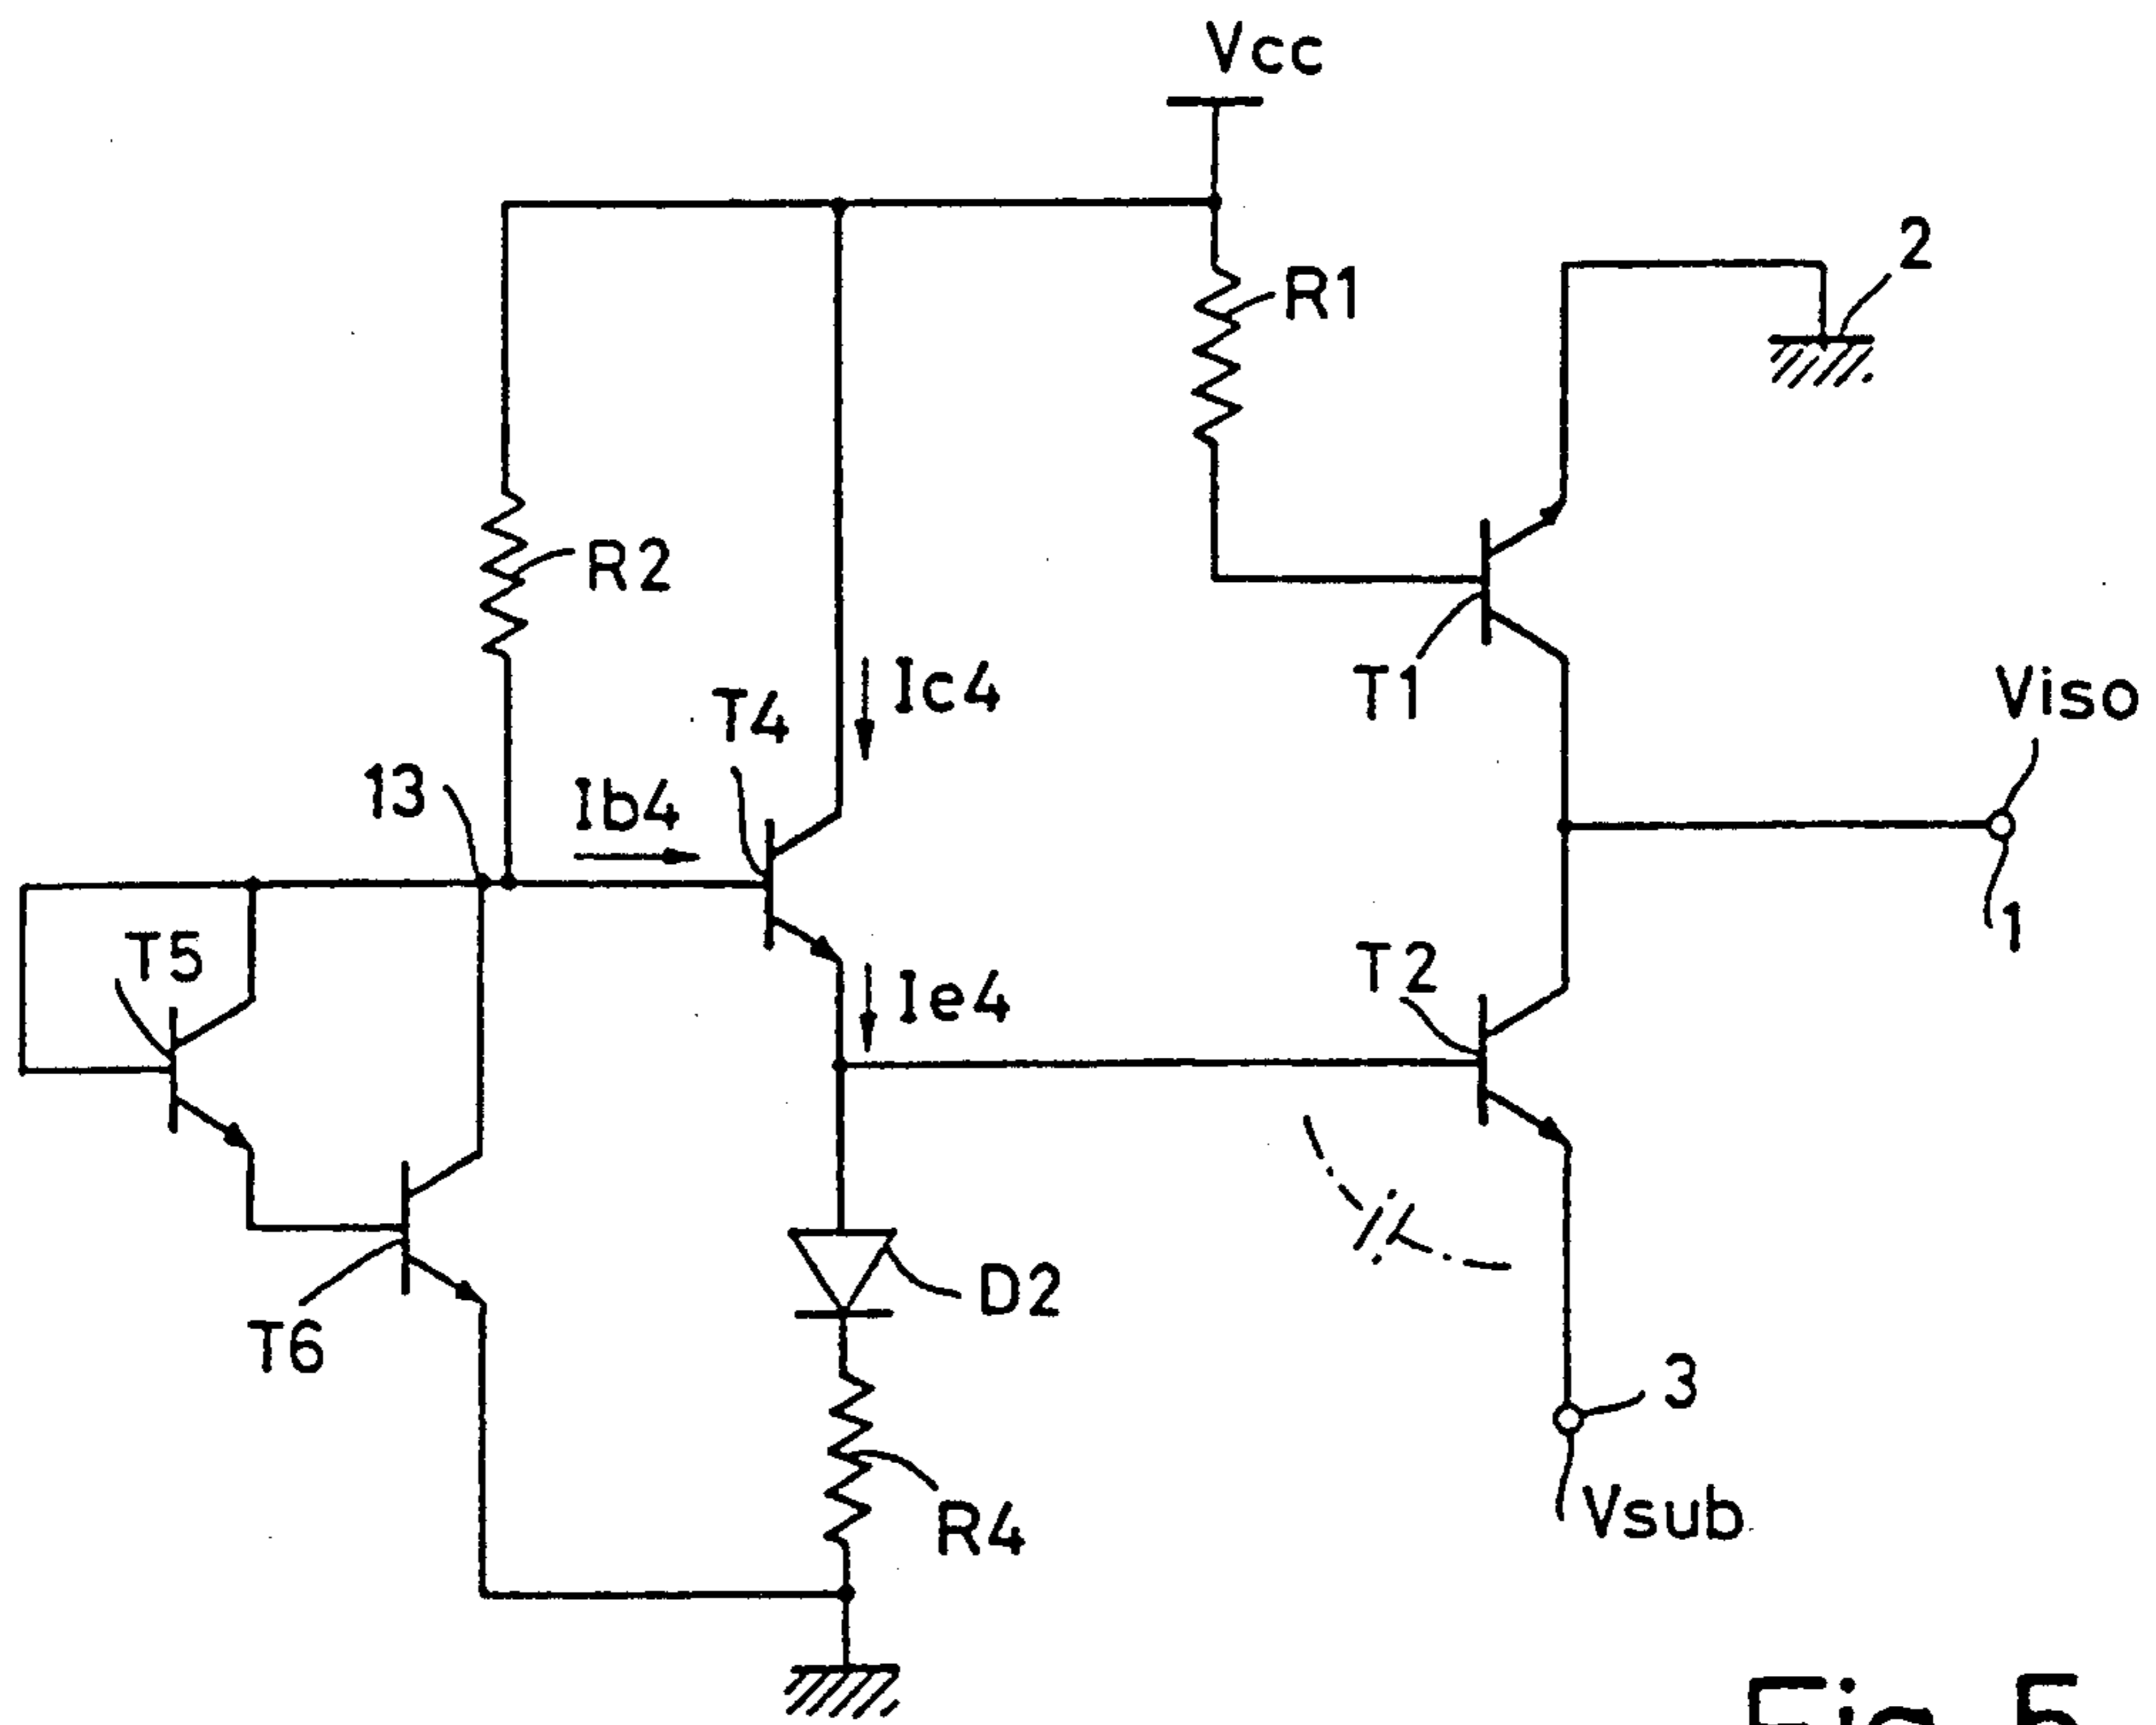 Vcc
2
R1
R2
T1
Viso
Ic4
T4
13
Ib4
1
T5
T2
Ie4
D2
T6
3
R4
Vsub
Fig. 5